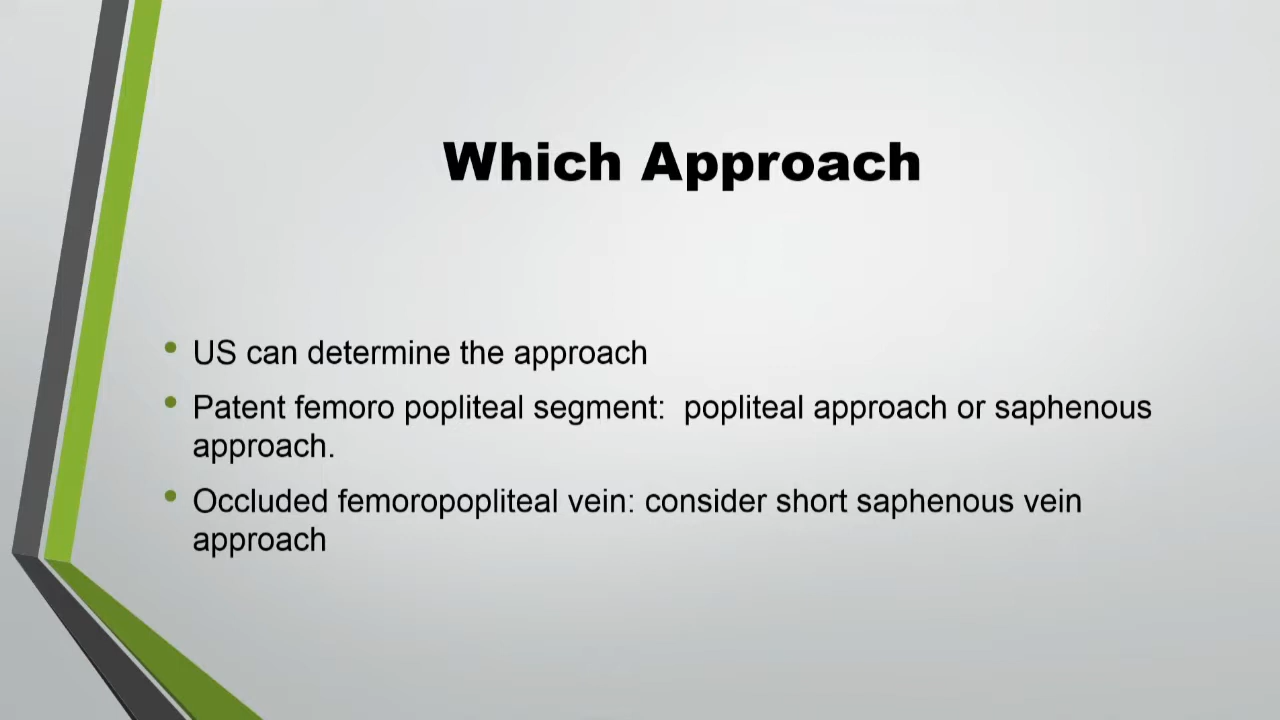 Which Approach
• US can determine the approach
• Patent femoro popliteal segment:  popliteal approach or saphenous
approach.
• Occluded femoropopliteal vein: consider short saphenous vein
approach